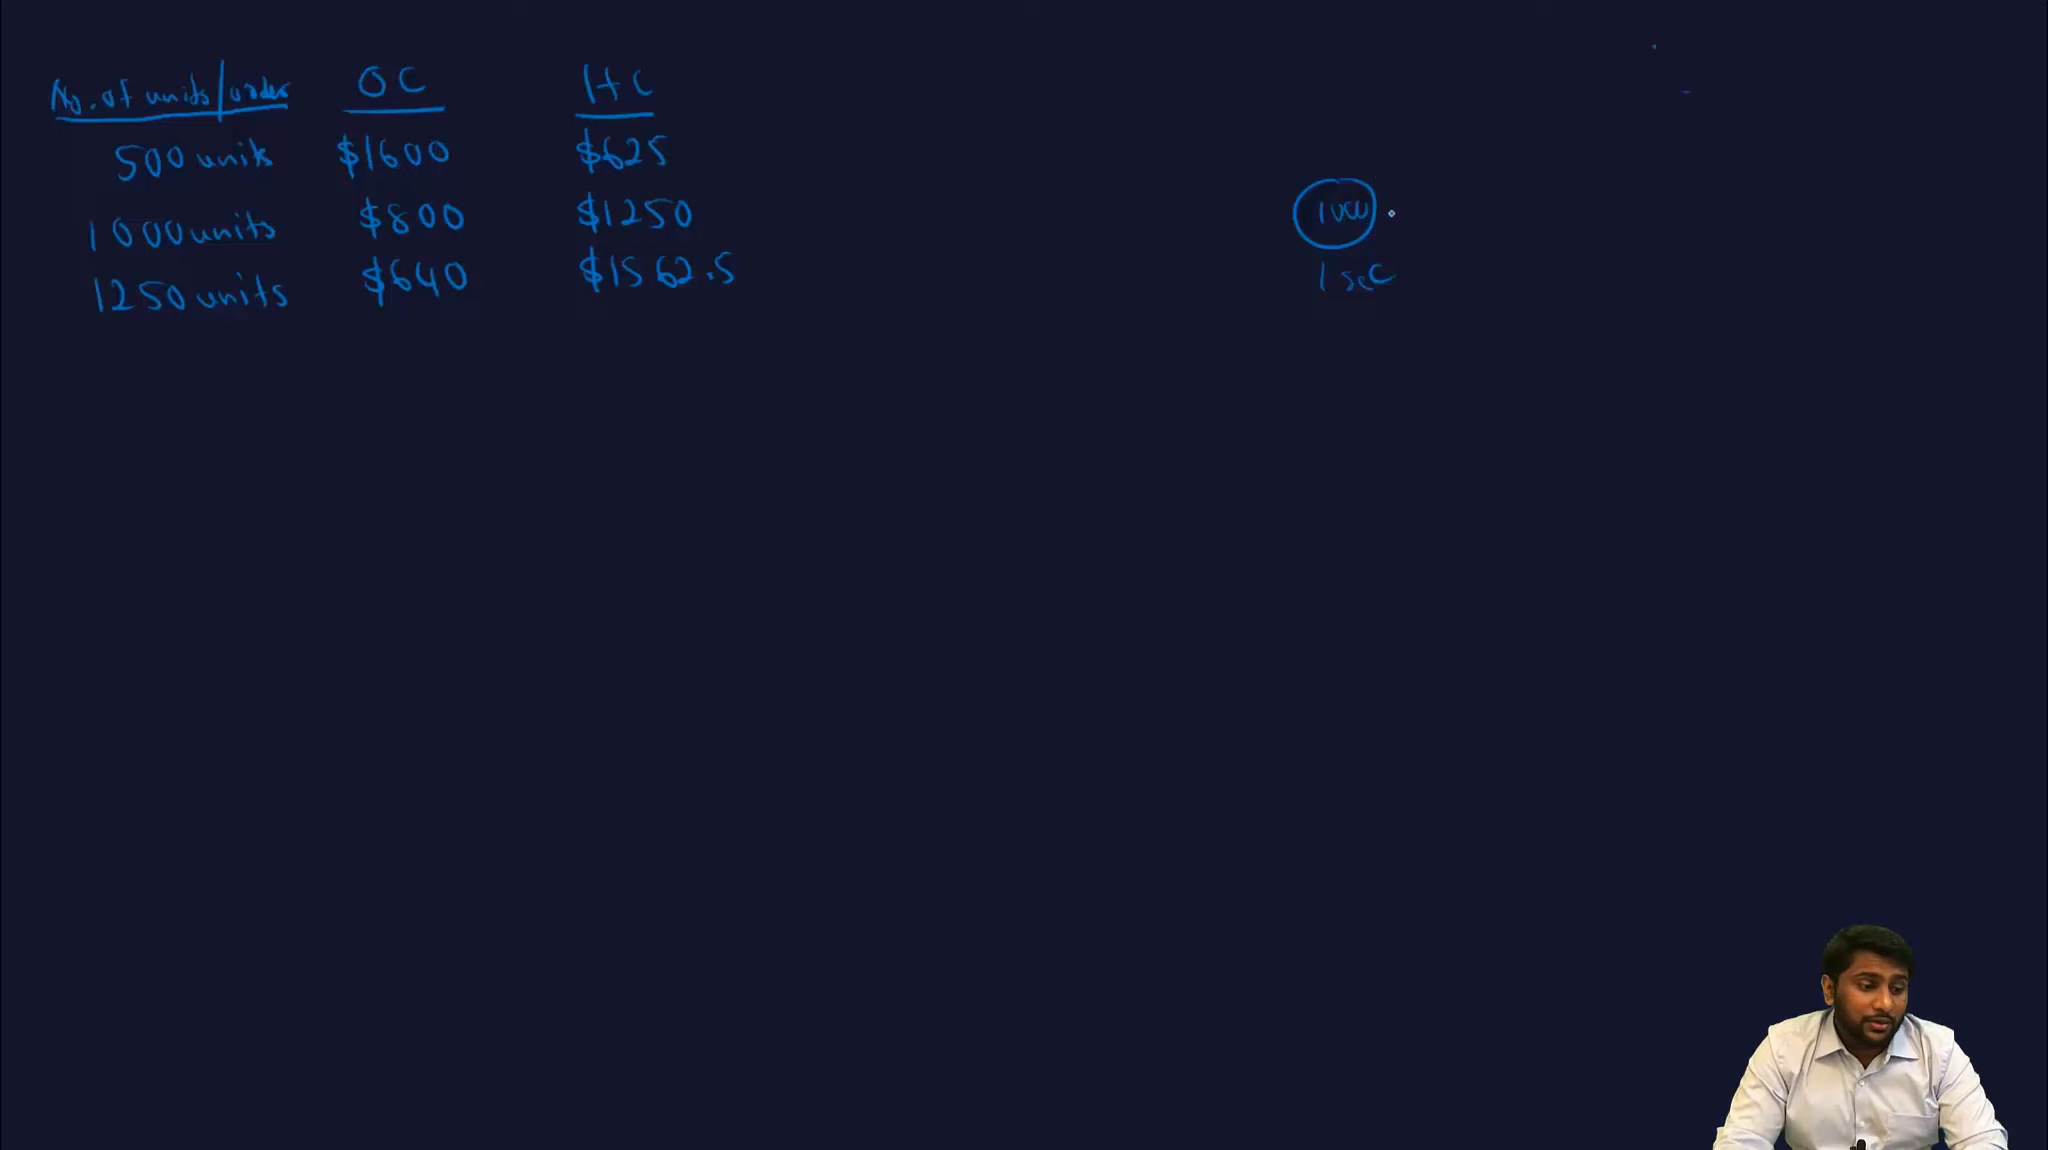 No. of units/order OC HC
500 units $1600 $625
1000 units $800 $1250
1250 units $640 $1562.5
1000
1 sec